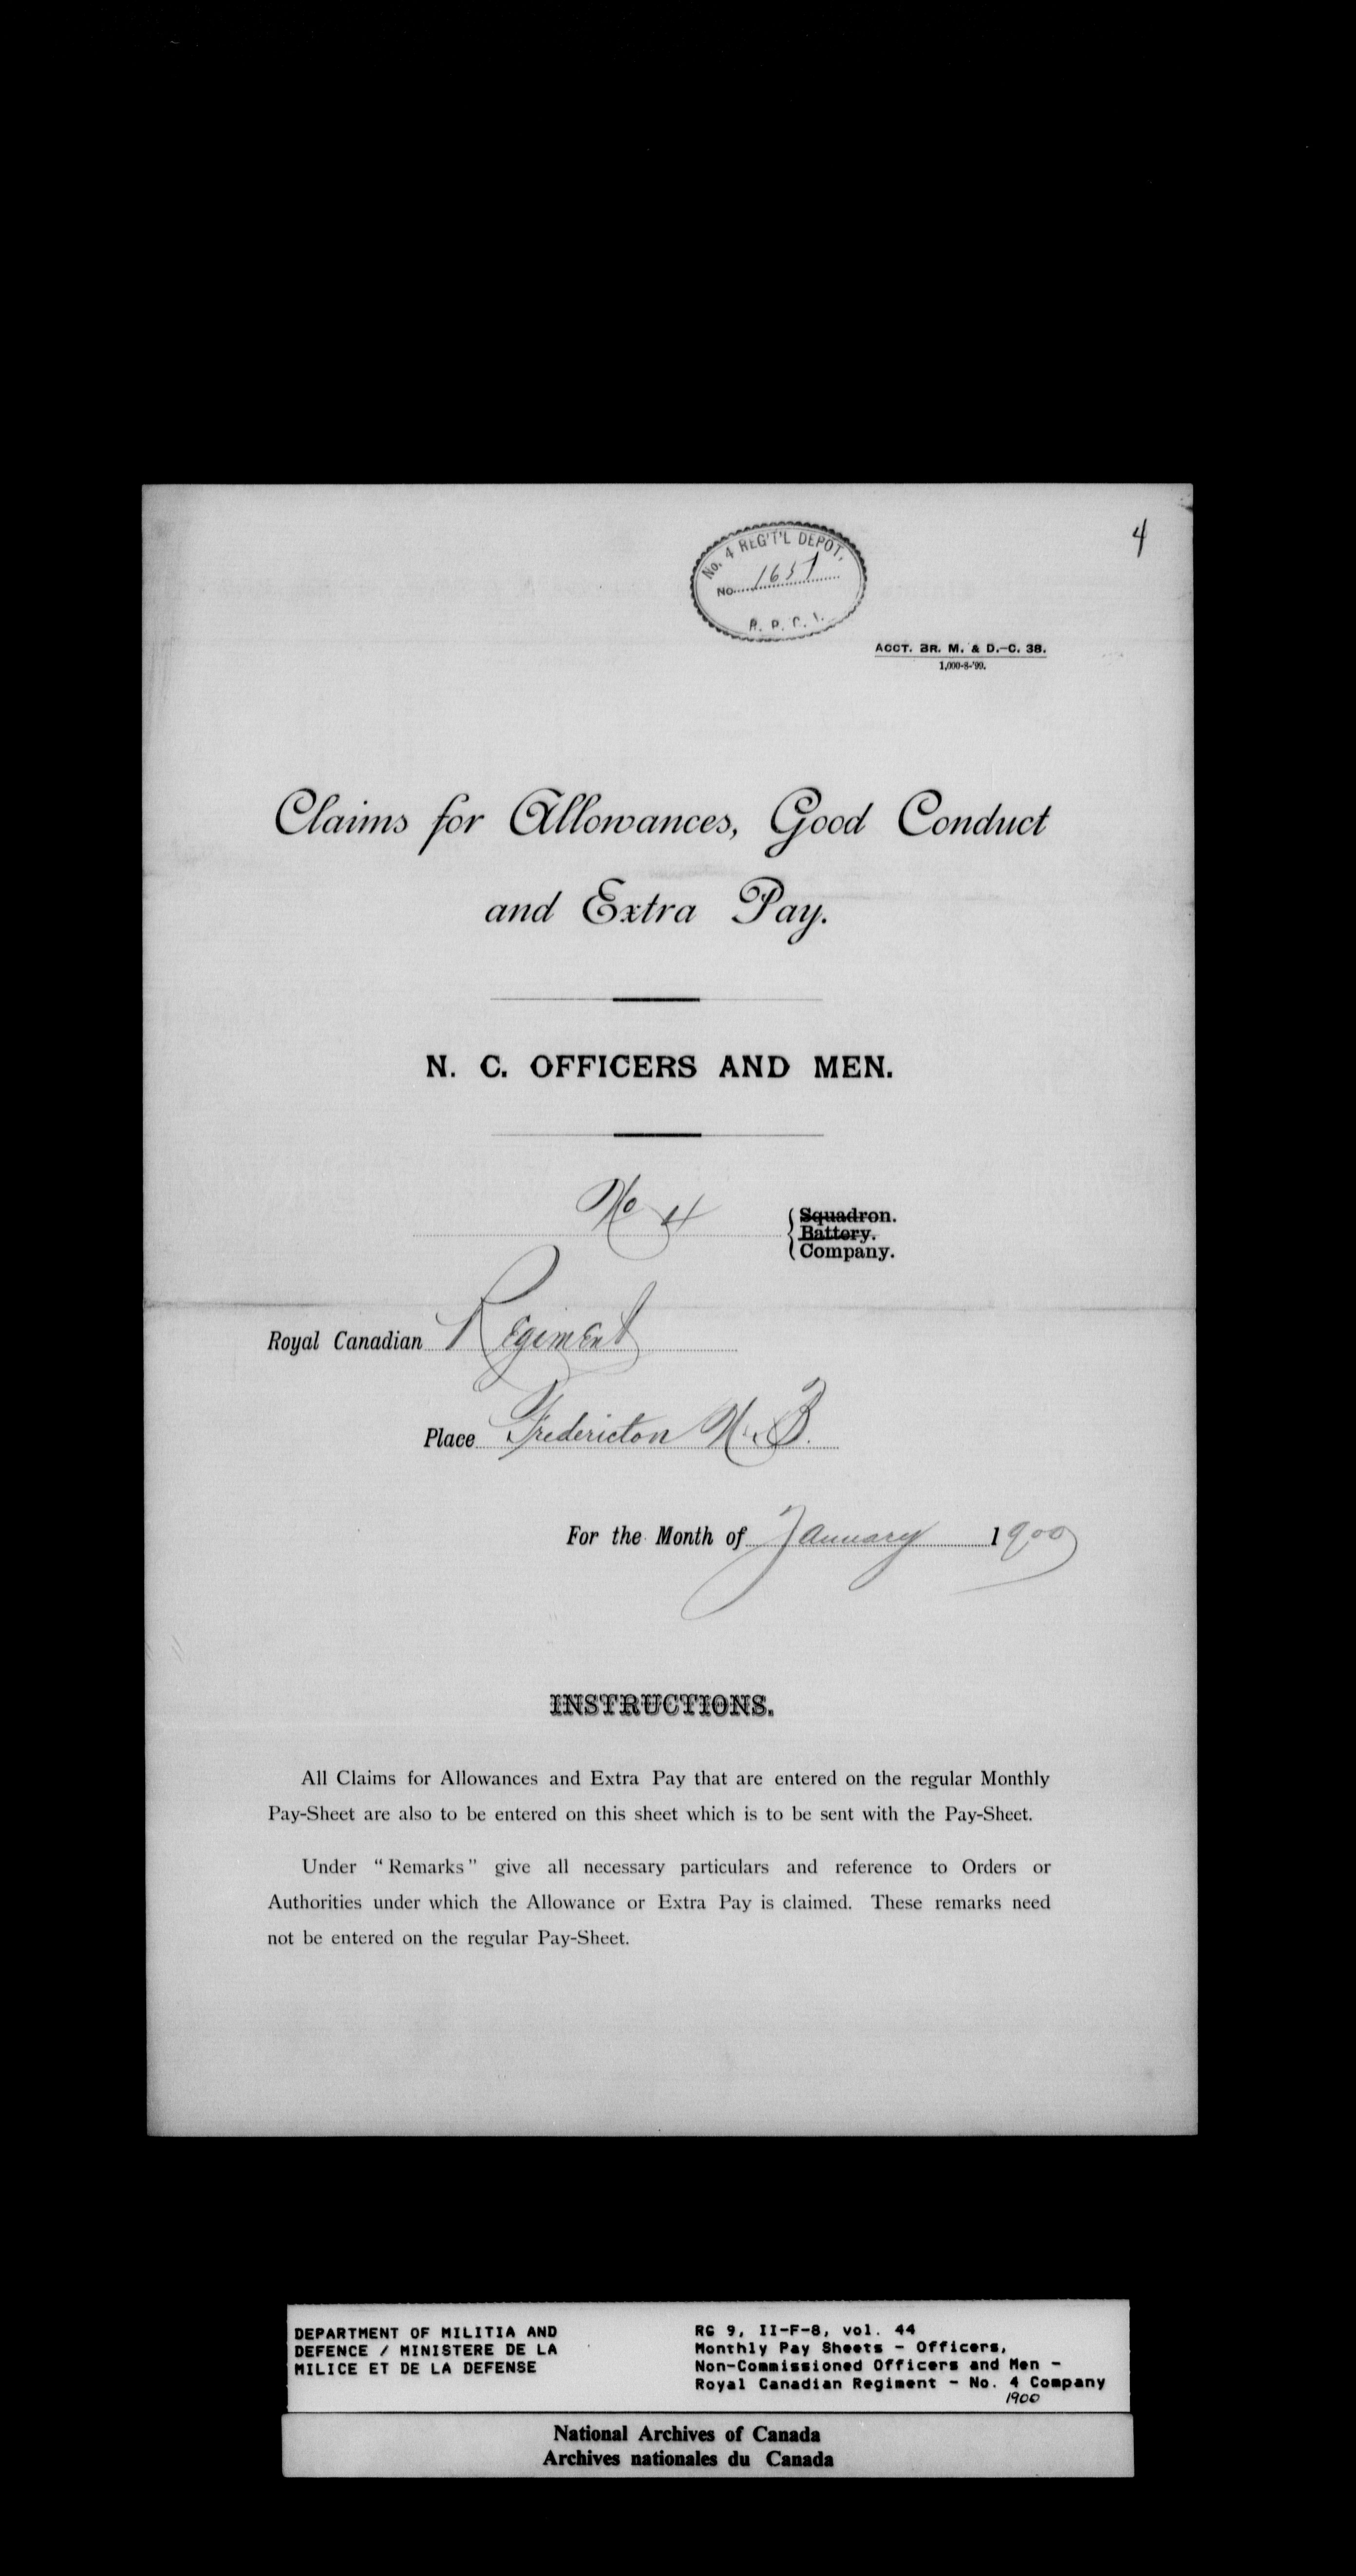 4
No. 4 REG'T'L DEPOT,
No. 1657
R. P. C. I.
ACCT. BR. M. & D.-C. 38.
1,000-8-'99.
Claims for Allowances, Good Conduct
and Extra Pay.
N. C. OFFICERS AND MEN.
No 4
Squadron.
Battery.
Company.
Royal Canadian Regiment
Place Fredericton N.B.
For the Month of January 1900
INSTRUCTIONS.
All Claims for Allowances and Extra Pay that are entered on the regular Monthly
Pay-Sheet are also to be entered on this sheet which is to be sent with the Pay-Sheet.
Under "Remarks" give all necessary particulars and reference to Orders or
Authorities under which the Allowance or Extra Pay is claimed. These remarks need
not be entered on the regular Pay-Sheet.
DEPARTMENT OF MILITIA AND
DEFENCE / MINISTERE DE LA
MILICE ET DE LA DEFENSE
RG 9, II-F-8, vol. 44
Monthly Pay Sheets - Officers,
Non-Commissioned Officers and Men -
Royal Canadian Regiment - No. 4 Company
1900
National Archives of Canada
Archives nationales du Canada